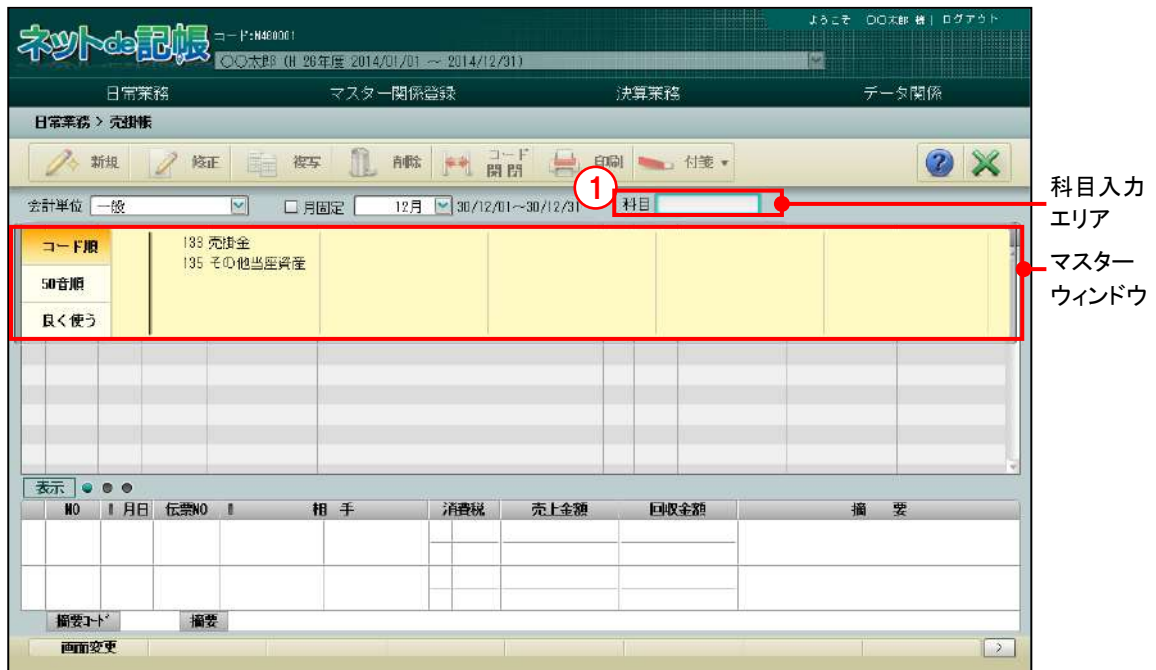 ようこそ 〇〇太郎 様 | ログアウト
ネットde記帳 コード:N460001
〇〇太郎 (H 26年度 2014/01/01 ～ 2014/12/31)
日常業務 マスター関係登録 決算業務 データ関係
日常業務 > 売掛帳
新規 修正 複写 削除 コード開閉 印刷 付箋
会計単位 一般 月固定 12月 30/12/01～30/12/31 ① 科目
科目入力
エリア
コード順 133 売掛金
135 その他当座資産
50音順
良く使う
マスター
ウィンドウ
表示
NO 月日 伝票NO 相 手 消費税 売上金額 回収金額 摘 要
摘要コード 摘要
画面変更